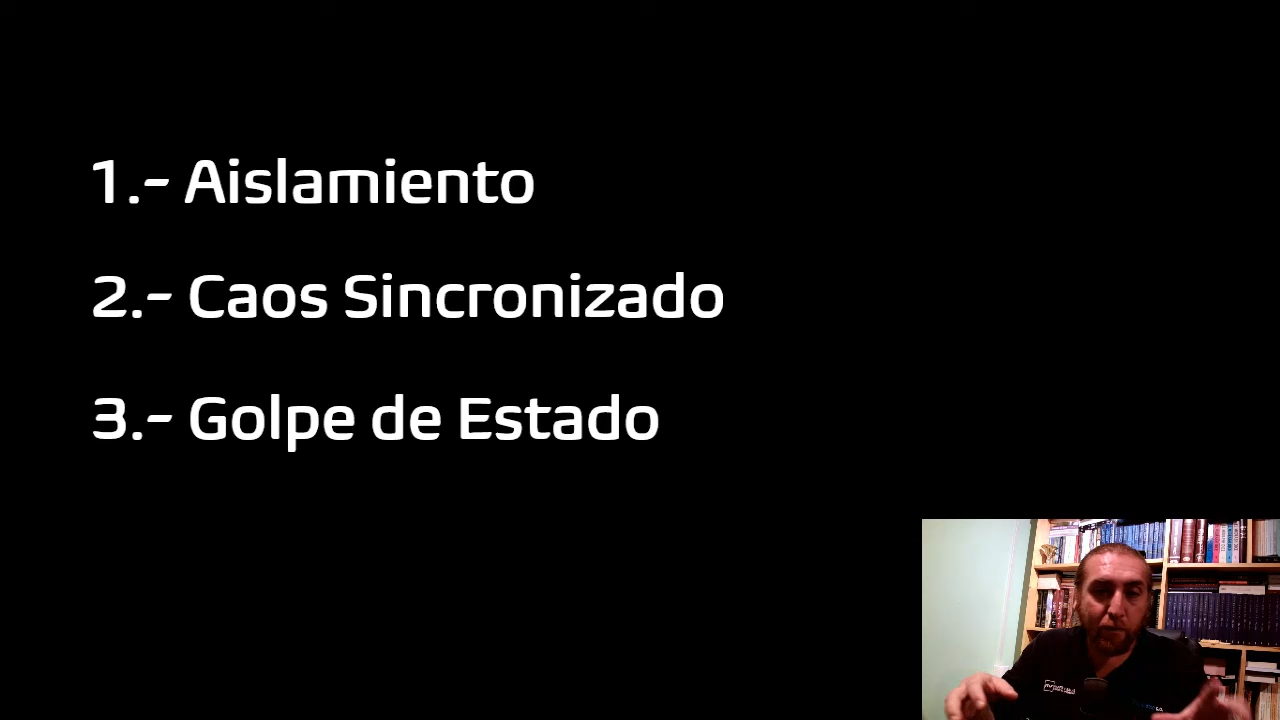 1.- Aislamiento
2.- Caos Sincronizado
3.- Golpe de Estado